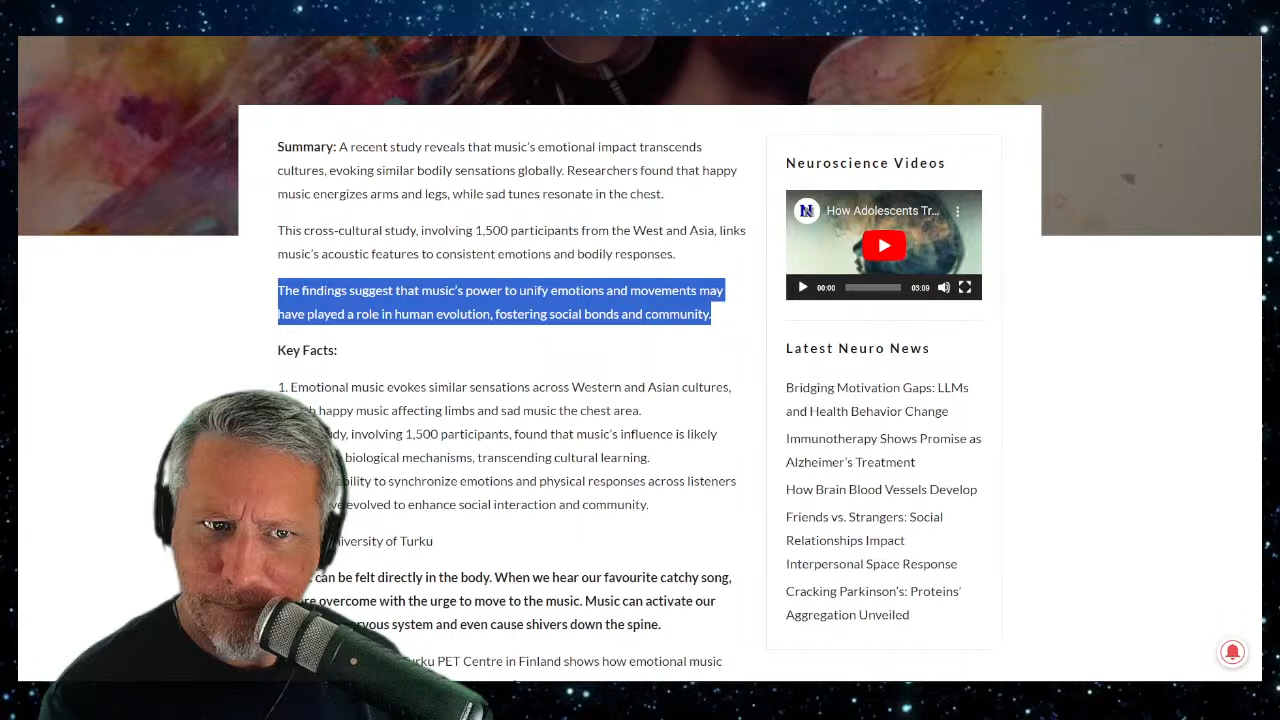 Summary: A recent study reveals that music's emotional impact transcends
cultures, evoking similar bodily sensations globally. Researchers found that happy
music energizes arms and legs, while sad tunes resonate in the chest.
This cross-cultural study, involving 1,500 participants from the West and Asia, links
music's acoustic features to consistent emotions and bodily responses.
The findings suggest that music's power to unify emotions and movements may
have played a role in human evolution, fostering social bonds and community.
Key Facts:
1. Emotional music evokes similar sensations across Western and Asian cultures,
happy music affecting limbs and sad music the chest area.
involving 1,500 participants, found that music's influence is likely
biological mechanisms, transcending cultural learning.
to synchronize emotions and physical responses across listeners
evolved to enhance social interaction and community.
of Turku
can be felt directly in the body. When we hear our favourite catchy song,
overcome with the urge to move to the music. Music can activate our
system and even cause shivers down the spine.
PET Centre in Finland shows how emotional music
Neuroscience Videos
N
How Adolescents Tr...
00:00
03:09
Latest Neuro News
Bridging Motivation Gaps: LLMs
and Health Behavior Change
Immunotherapy Shows Promise as
Alzheimer's Treatment
How Brain Blood Vessels Develop
Friends vs. Strangers: Social
Relationships Impact
Interpersonal Space Response
Cracking Parkinson's: Proteins'
Aggregation Unveiled